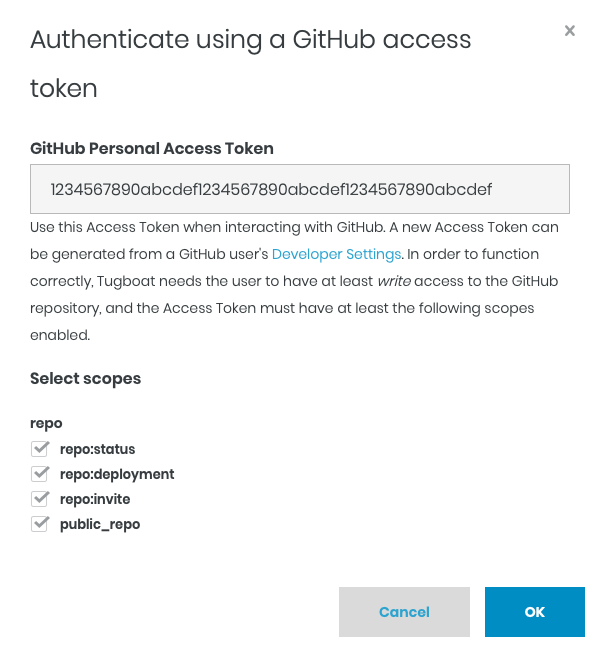 Authenticate using a GitHub access
token
GitHub Personal Access Token
1234567890abcdef1234567890abcdef1234567890abcdef
Use this Access Token when interacting with GitHub. A new Access Token can
be generated from a GitHub user's Developer Settings. In order to function
correctly, Tugboat needs the user to have at least write access to the GitHub
repository, and the Access Token must have at least the following scopes
enabled.
Select scopes
repo
repo:status
repo:deployment
repo:invite
public_repo
Cancel
OK